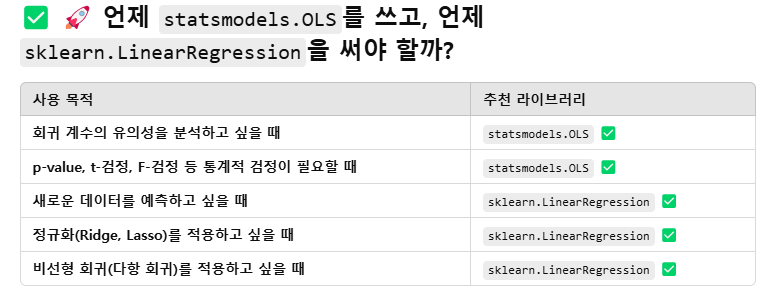 ✅ 🚀 언제 statsmodels.OLS를 쓰고, 언제
sklearn.LinearRegression을 써야 할까?
사용 목적 추천 라이브러리
회귀 계수의 유의성을 분석하고 싶을 때 statsmodels.OLS ✅
p-value, t-검정, F-검정 등 통계적 검정이 필요할 때 statsmodels.OLS ✅
새로운 데이터를 예측하고 싶을 때 sklearn.LinearRegression ✅
정규화(Ridge, Lasso)를 적용하고 싶을 때 sklearn.LinearRegression ✅
비선형 회귀(다항 회귀)를 적용하고 싶을 때 sklearn.LinearRegression ✅